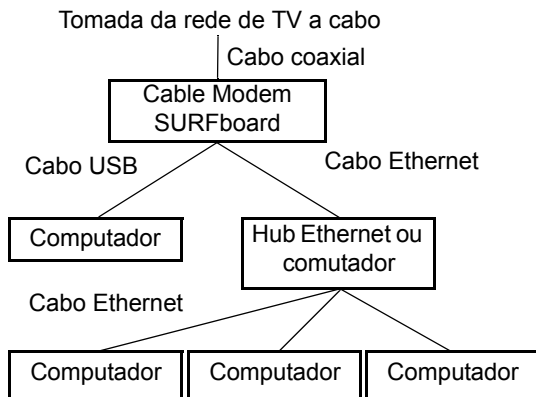 Tomada da rede de TV a cabo
Cabo coaxial
Cable Modem
SURFboard
Cabo USB
Cabo Ethernet
Computador
Hub Ethernet ou
comutador
Cabo Ethernet
Computador
Computador
Computador